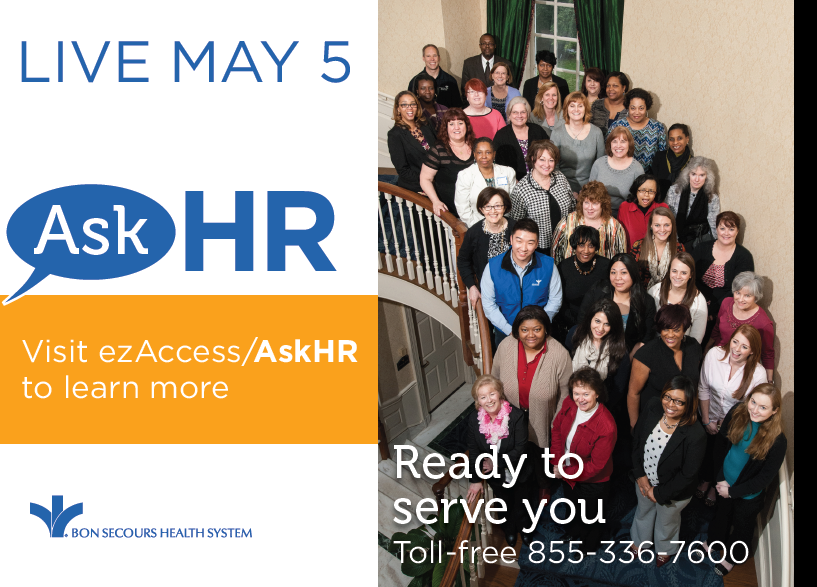 LIVE MAY 5
Ask HR
Visit ezAccess/AskHR
to learn more
BON SECOURS HEALTH SYSTEM
Ready to
serve you
Toll-free 855-336-7600